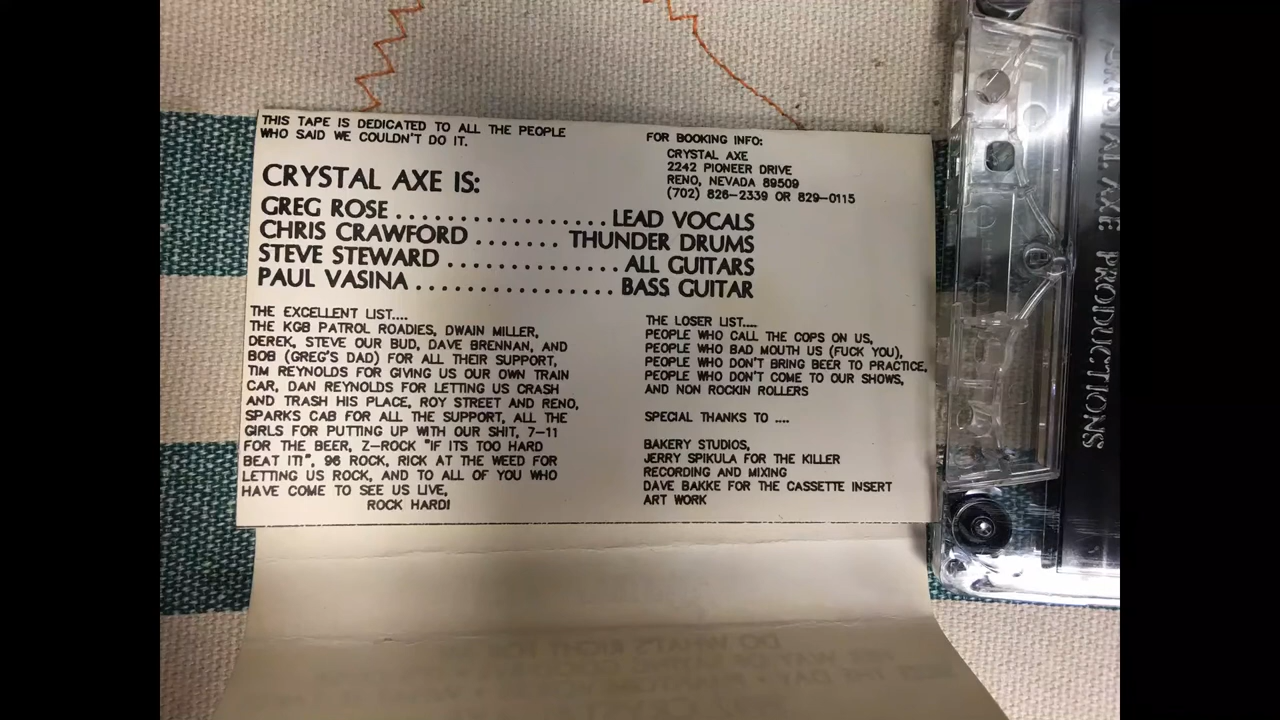 THIS TAPE IS DEDICATED TO ALL THE PEOPLE
WHO SAID WE COULDN'T DO IT.
CRYSTAL AXE IS:
GREG ROSE.................LEAD VOCALS
CHRIS CRAWFORD.......THUNDER DRUMS
STEVE STEWARD..............ALL GUITARS
PAUL VASINA................BASS GUITAR
FOR BOOKING INFO:
CRYSTAL AXE
2242 PIONEER DRIVE
RENO, NEVADA 89509
(702) 826-2339 OR 829-0115
THE EXCELLENT LIST....
THE KGB PATROL ROADIES, DWAIN MILLER,
DEREK, STEVE OUR BUD, DAVE BRENNAN, AND
BOB (GREG'S DAD) FOR ALL THEIR SUPPORT,
TIM REYNOLDS FOR GIVING US OUR OWN TRAIN
CAR, DAN REYNOLDS FOR LETTING US CRASH
AND TRASH HIS PLACE, ROY STREET AND RENO,
SPARKS CAB FOR ALL THE SUPPORT, ALL THE
GIRLS FOR PUTTING UP WITH OUR SHIT, 7-11
FOR THE BEER, Z-ROCK "IF ITS TOO HARD
BEAT IT!", 96 ROCK, RICK AT THE WEED FOR
LETTING US ROCK, AND TO ALL OF YOU WHO
HAVE COME TO SEE US LIVE,
ROCK HARD!
THE LOSER LIST....
PEOPLE WHO CALL THE COPS ON US,
PEOPLE WHO BAD MOUTH US (FUCK YOU),
PEOPLE WHO DON'T BRING BEER TO PRACTICE,
PEOPLE WHO DON'T COME TO OUR SHOWS,
AND NON ROCKIN ROLLERS
SPECIAL THANKS TO ....
BAKERY STUDIOS,
JERRY SPIKULA FOR THE KILLER
RECORDING AND MIXING
DAVE BAKKE FOR THE CASSETTE INSERT
ART WORK
CRYSTAL AXE PRODUCTIONS
DO WHATS RIGHT FOR